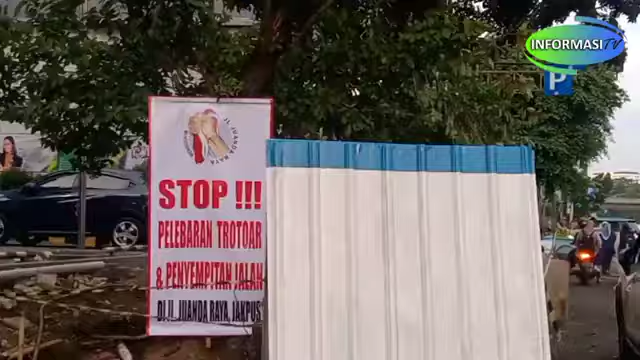 INFORMASI TV
P
STOP !!!
PELEBARAN TROTOAR
& PENYEMPITAN JALAN
DI JL. JUANDA RAYA, JAKPUS